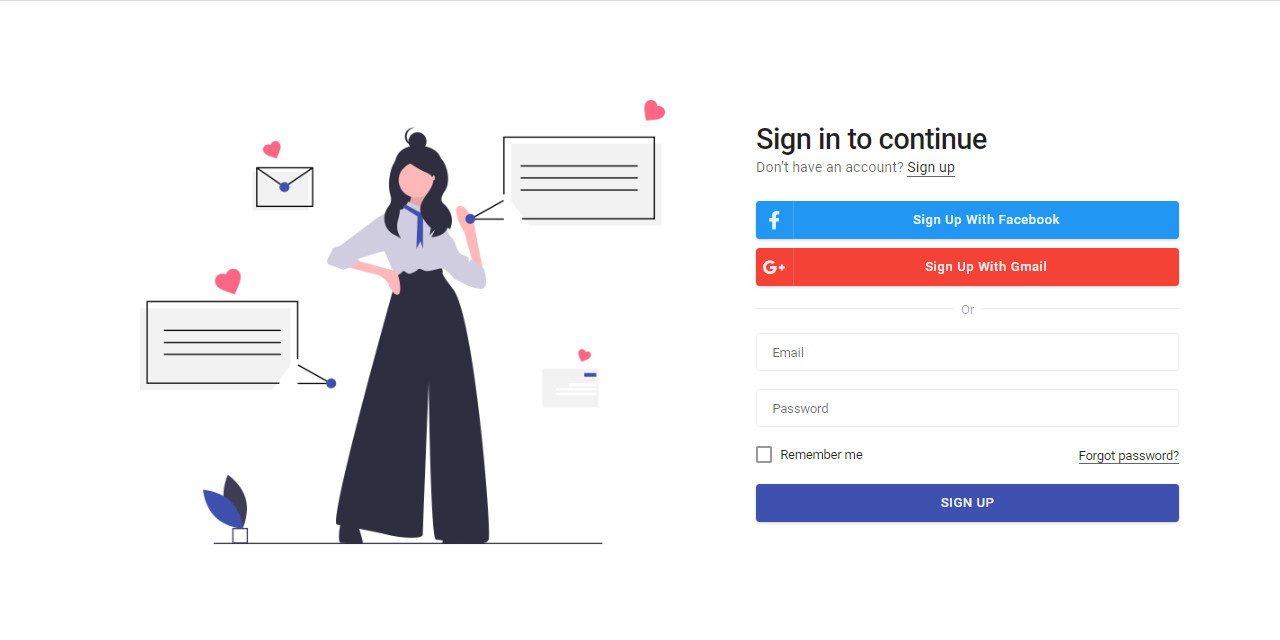 Sign in to continue
Don't have an account? Sign up
Sign Up With Facebook
G+ Sign Up With Gmail
Or
Email
Password
Remember me Forgot password?
SIGN UP